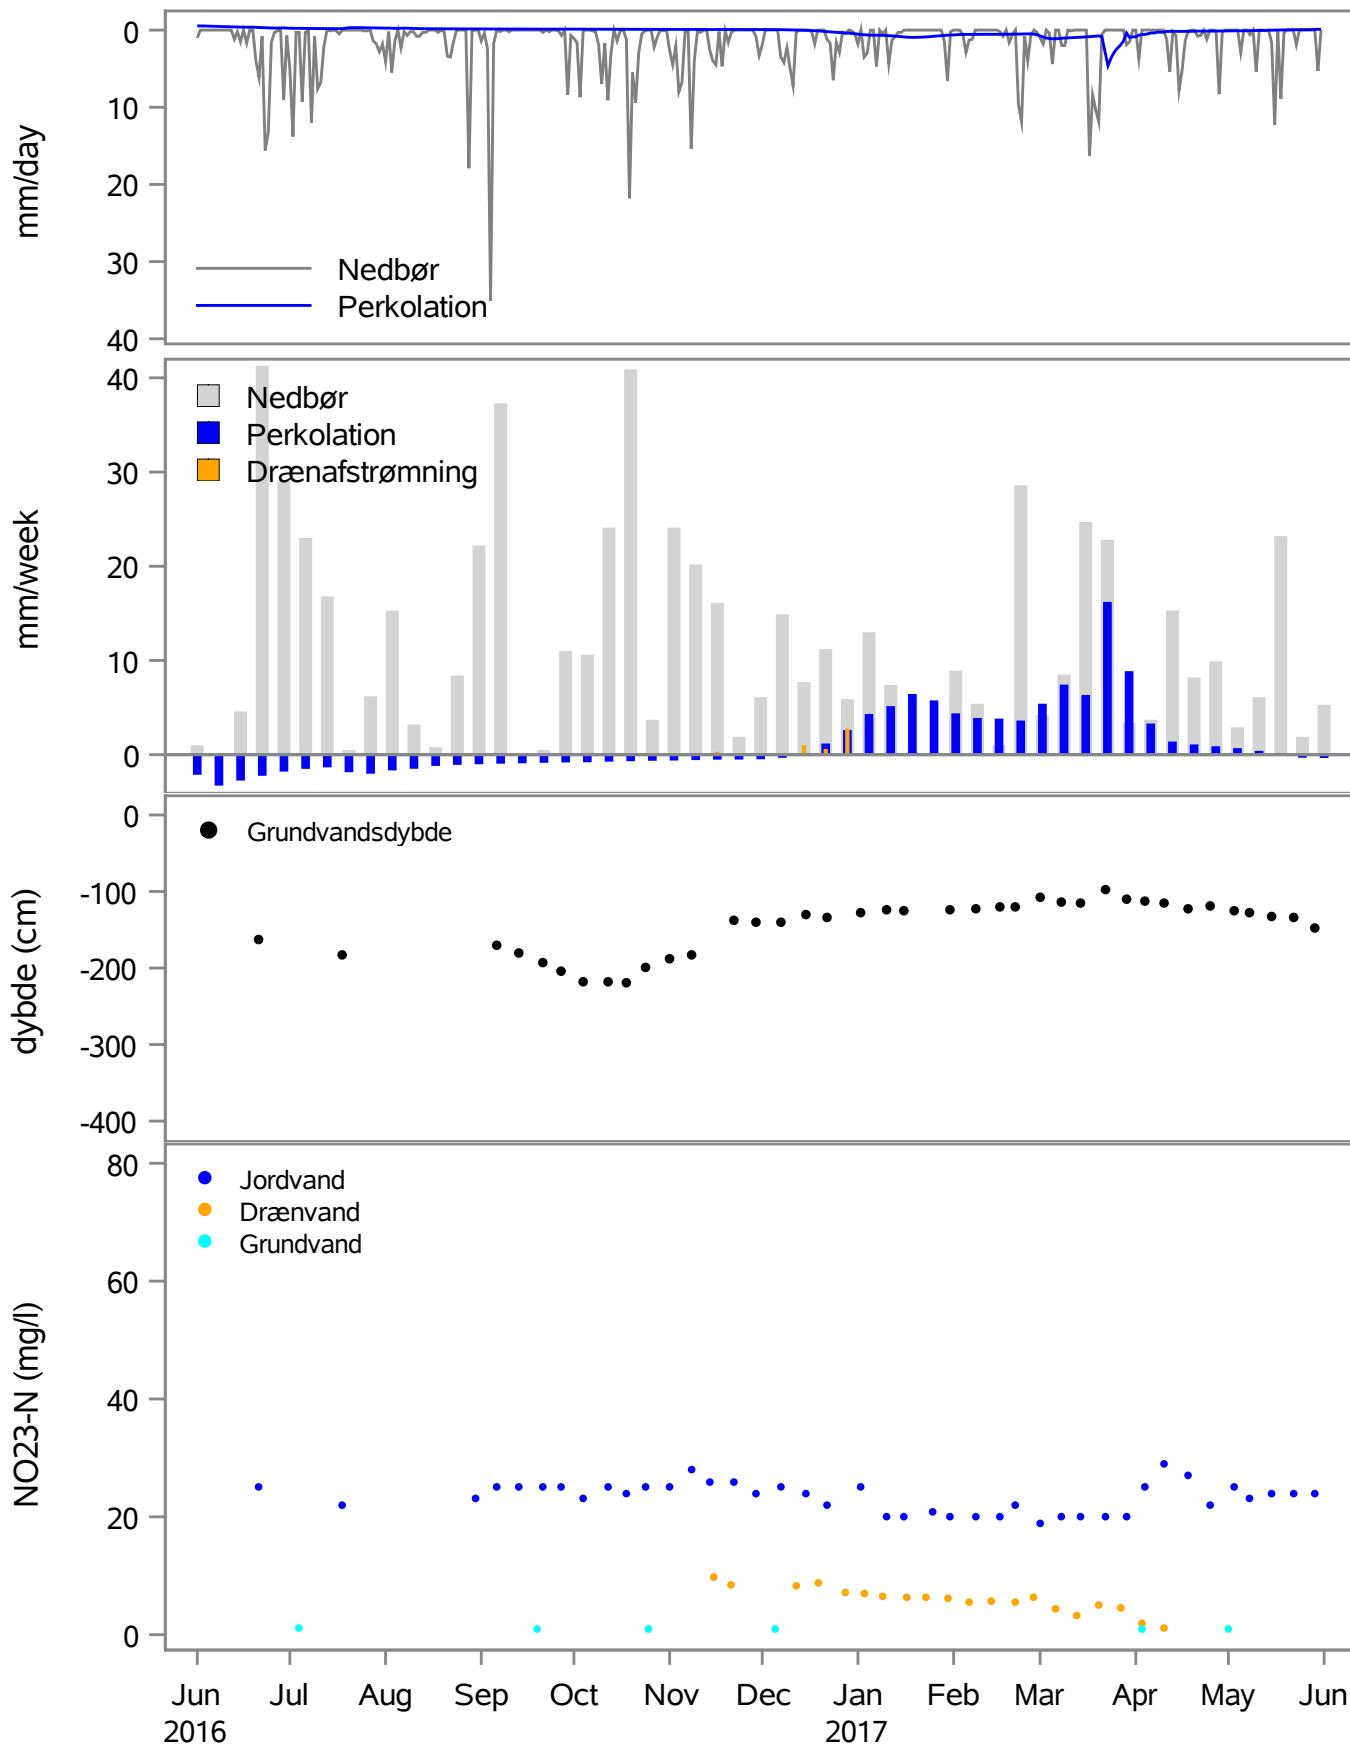 0
10
20
30
40
mm/day
Nedbør
Perkolation
40
30
20
10
0
mm/week
Nedbør
Perkolation
Drænafstrømning
0
-100
-200
-300
-400
dybde (cm)
Grundvandsdybde
80
60
40
20
0
NO23-N (mg/l)
Jordvand
Drænvand
Grundvand
Jun Jul Aug Sep Oct Nov Dec Jan Feb Mar Apr May Jun
2016 2017